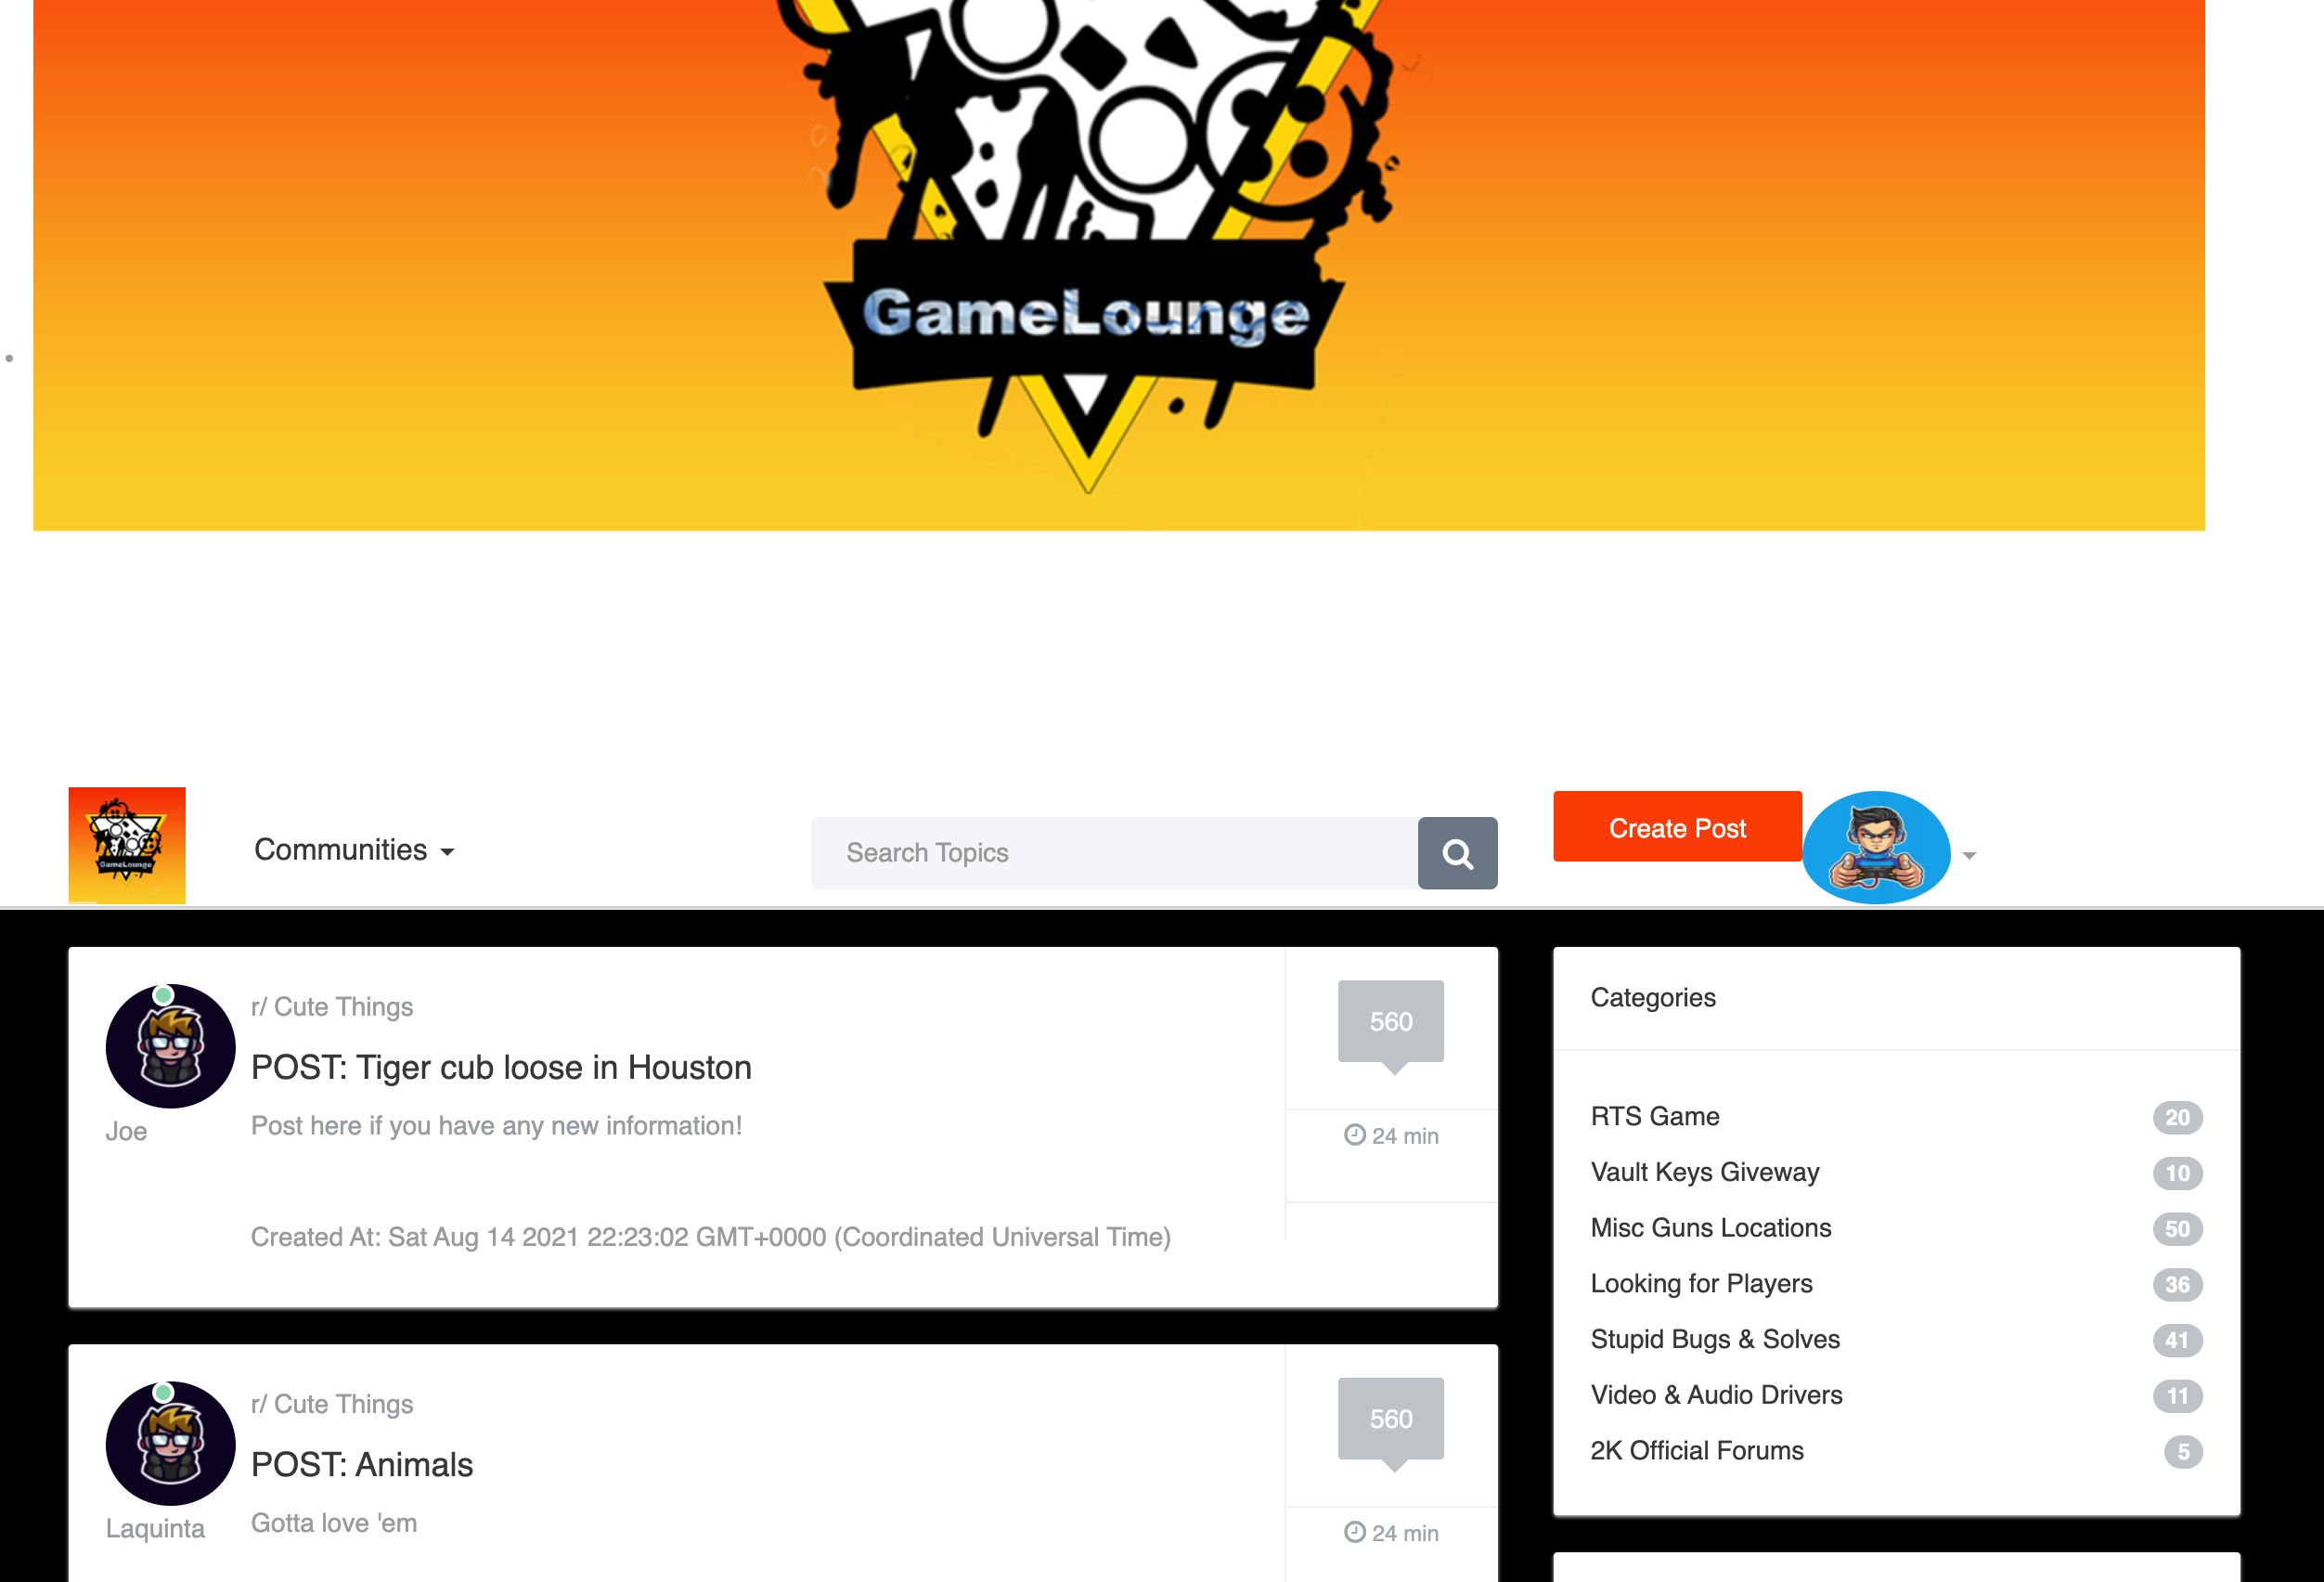 GameLounge
GameLounge
Communities
Search Topics
Create Post
r/ Cute Things
POST: Tiger cub loose in Houston
Joe
Post here if you have any new information!
Created At: Sat Aug 14 2021 22:23:02 GMT+0000 (Coordinated Universal Time)
560
24 min
r/ Cute Things
POST: Animals
Laquinta
Gotta love 'em
560
24 min
Categories
RTS Game 20
Vault Keys Giveway 10
Misc Guns Locations 50
Looking for Players 36
Stupid Bugs & Solves 41
Video & Audio Drivers 11
2K Official Forums 5